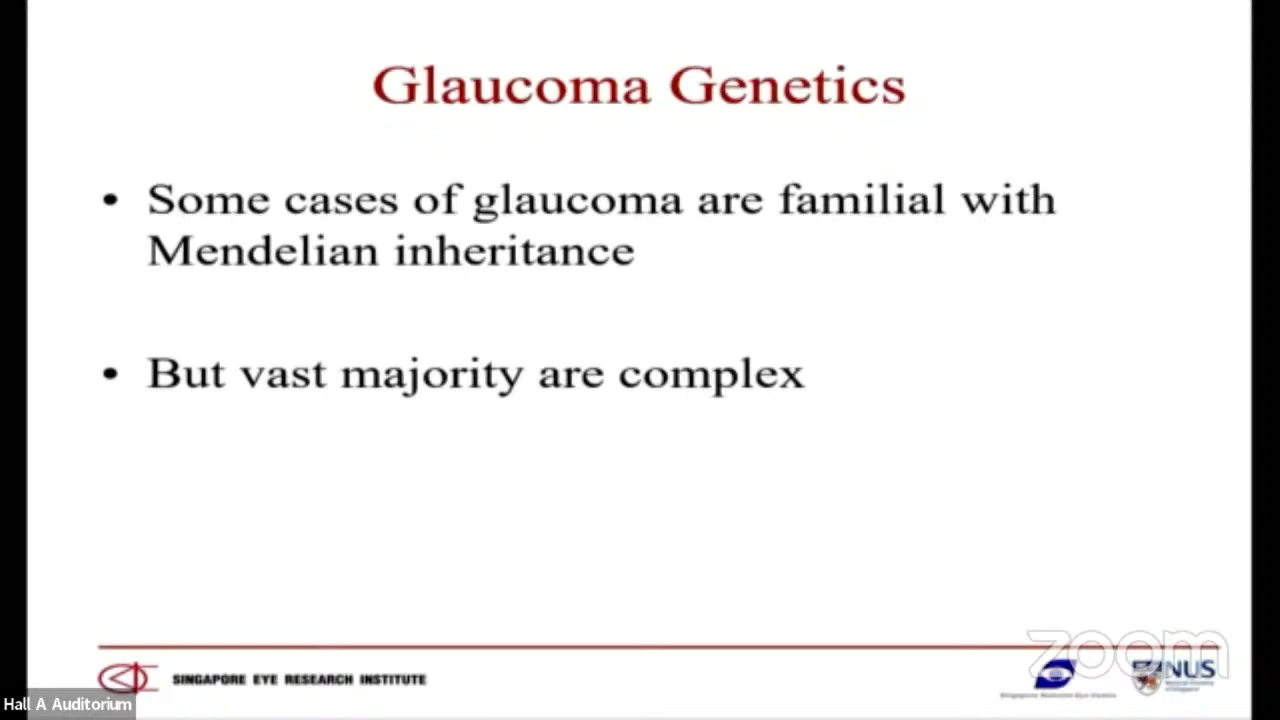 Glaucoma Genetics
• Some cases of glaucoma are familial with
Mendelian inheritance
• But vast majority are complex
zoom
SINGAPORE EYE RESEARCH INSTITUTE
NUS
Hall A Auditorium